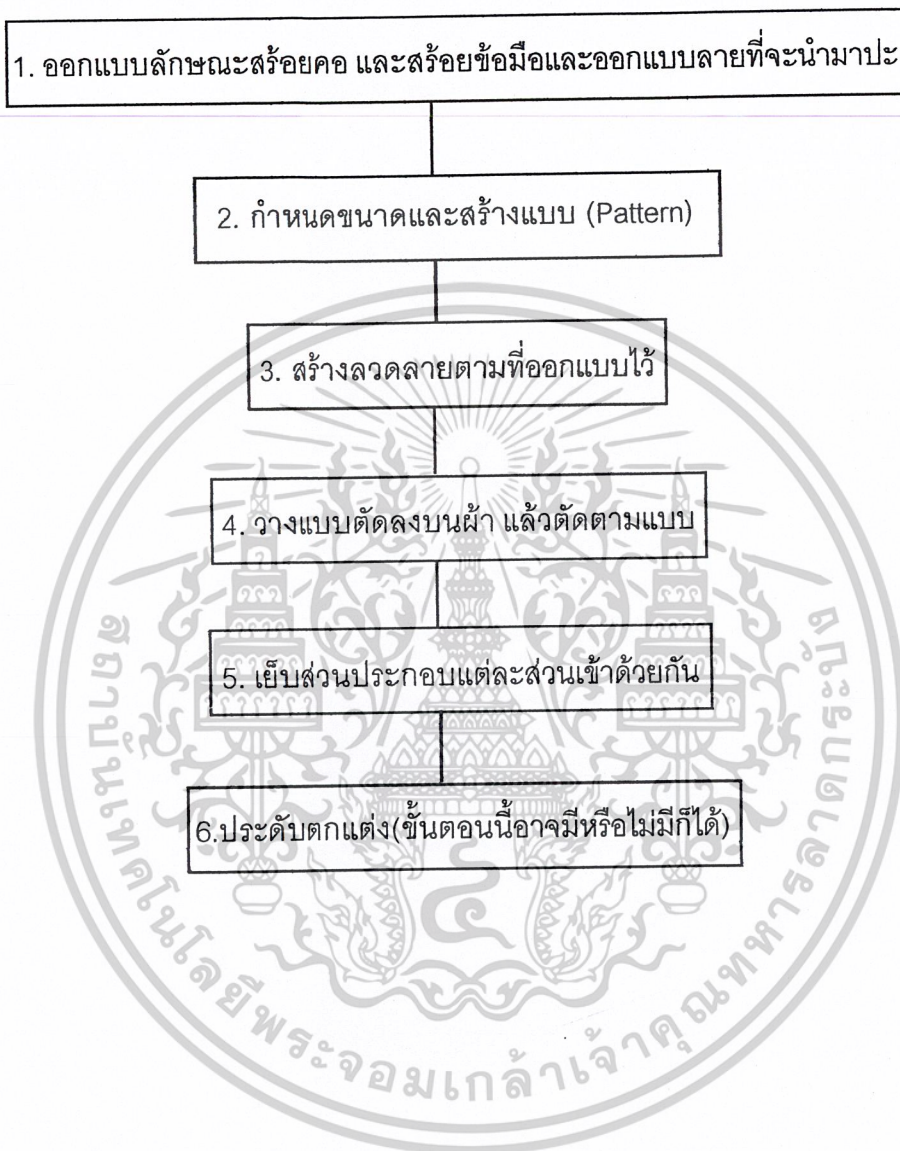 1. ออกแบบลักษณะสร้อยคอ และสร้อยข้อมือและออกแบบลายที่จะนำมาปะ
2. กำหนดขนาดและสร้างแบบ (Pattern)
3. สร้างลวดลายตามที่ออกแบบไว้
4. วางแบบตัดลงบนผ้า แล้วตัดตามแบบ
5. เย็บส่วนประกอบแต่ละส่วนเข้าด้วยกัน
6.ประดับตกแต่ง(ขั้นตอนนี้อาจมีหรือไม่มีก็ได้)
สถาบันเทคโนโลยีพระจอมเกล้าเจ้าคุณทหารลาดกระบัง